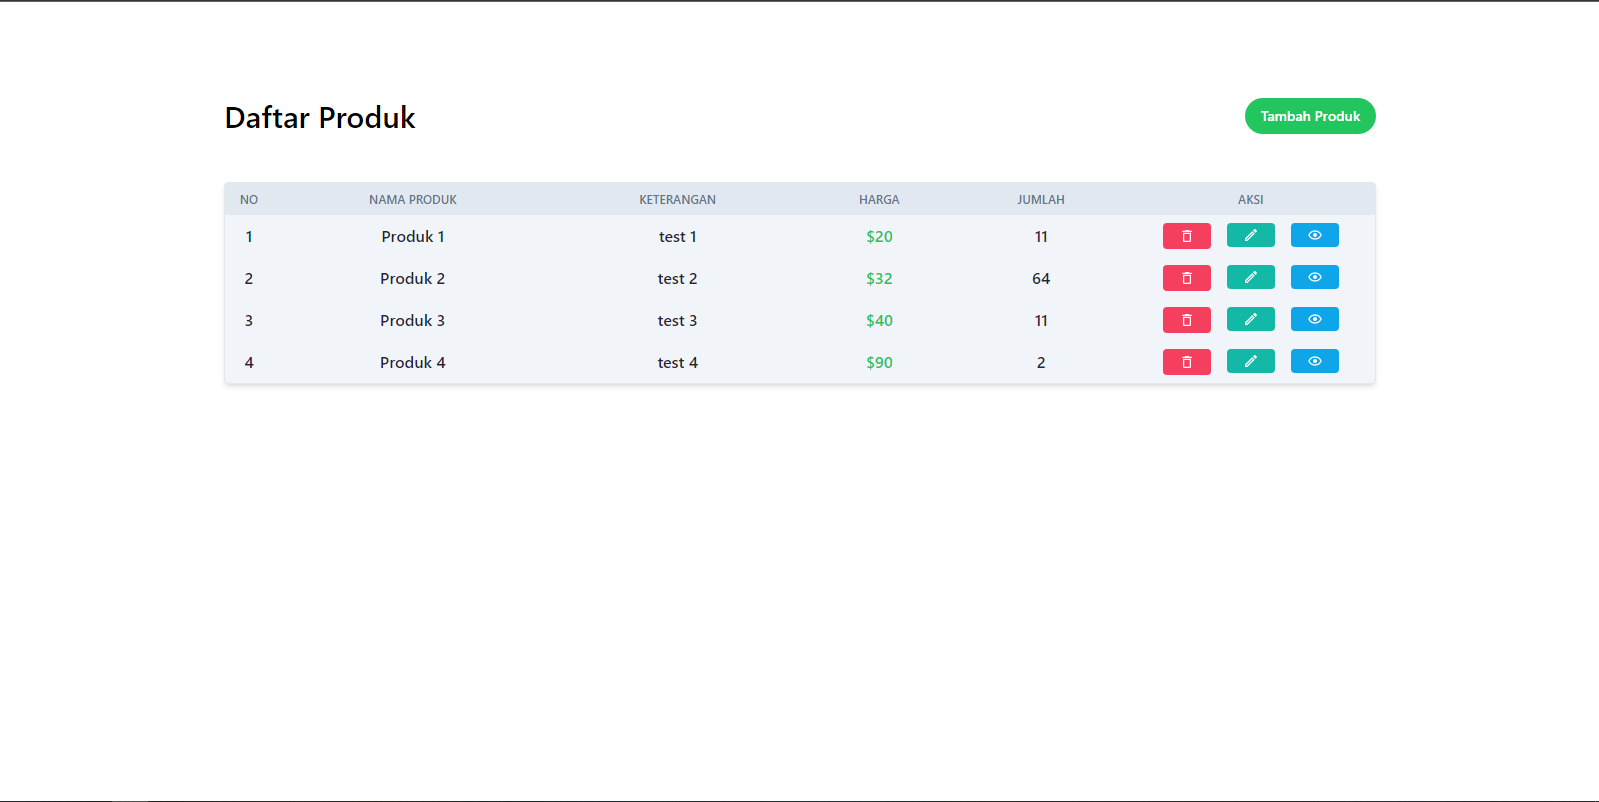 Daftar Produk
Tambah Produk
NO NAMA PRODUK KETERANGAN HARGA JUMLAH AKSI
1 Produk 1 test 1 $20 11
2 Produk 2 test 2 $32 64
3 Produk 3 test 3 $40 11
4 Produk 4 test 4 $90 2